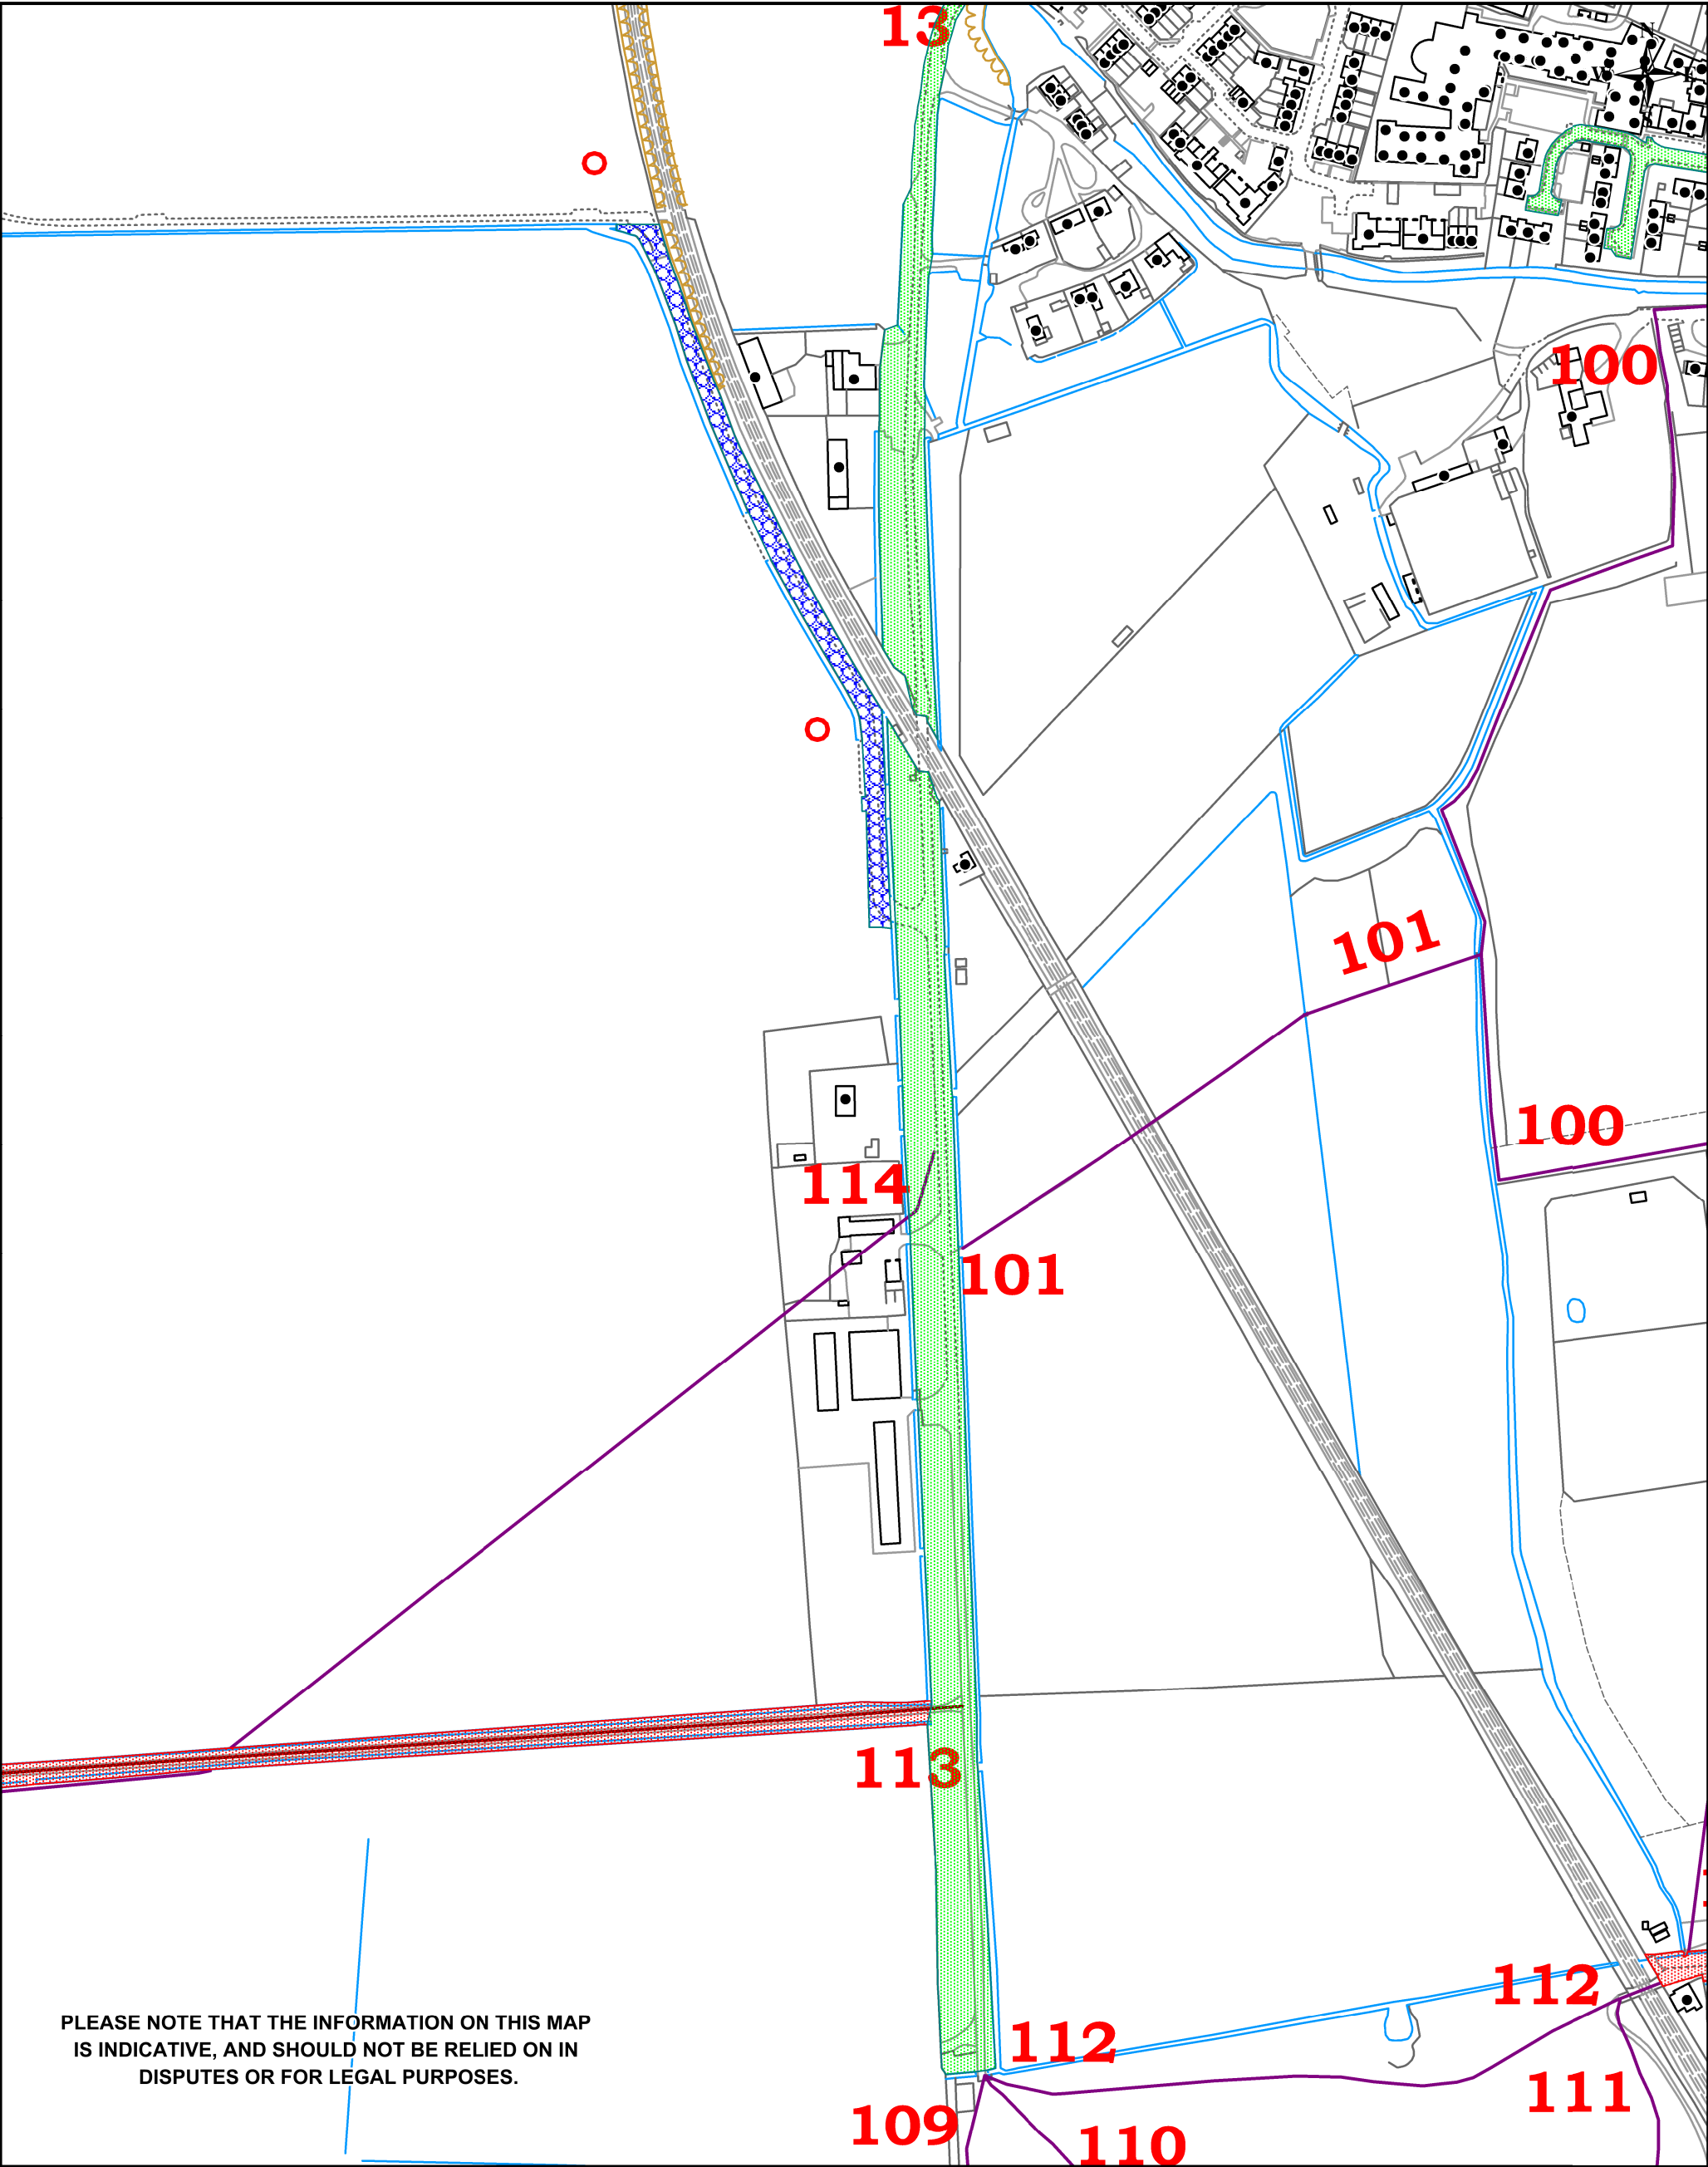 13
N
W
E
100
101
100
114
101
113
112
112
111
109
110
PLEASE NOTE THAT THE INFORMATION ON THIS MAP
IS INDICATIVE, AND SHOULD NOT BE RELIED ON IN
DISPUTES OR FOR LEGAL PURPOSES.